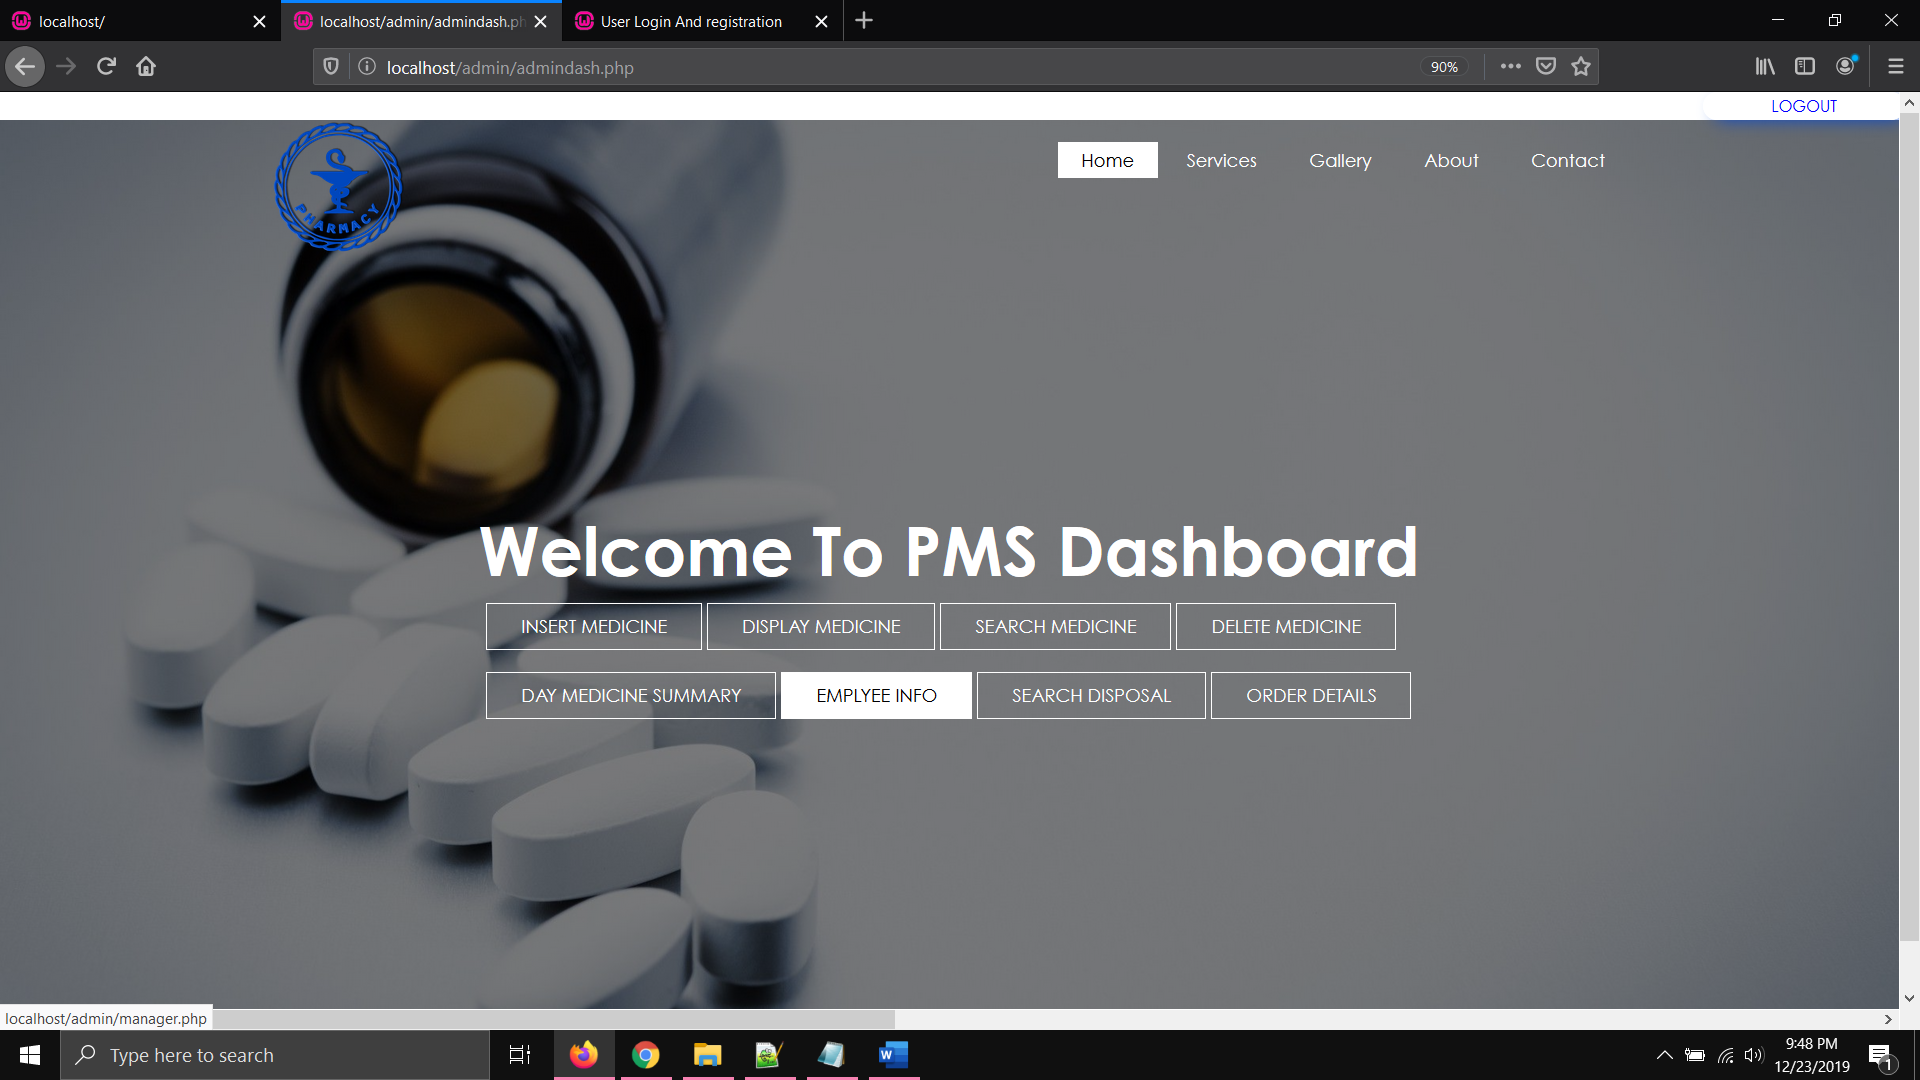 localhost/
localhost/admin/admindash.ph
User Login And registration
localhost/admin/admindash.php
90%
LOGOUT
PHARMACY
Home
Services
Gallery
About
Contact
Welcome To PMS Dashboard
INSERT MEDICINE
DISPLAY MEDICINE
SEARCH MEDICINE
DELETE MEDICINE
DAY MEDICINE SUMMARY
EMPLYEE INFO
SEARCH DISPOSAL
ORDER DETAILS
localhost/admin/manager.php
Type here to search
W
9:48 PM
12/23/2019
1